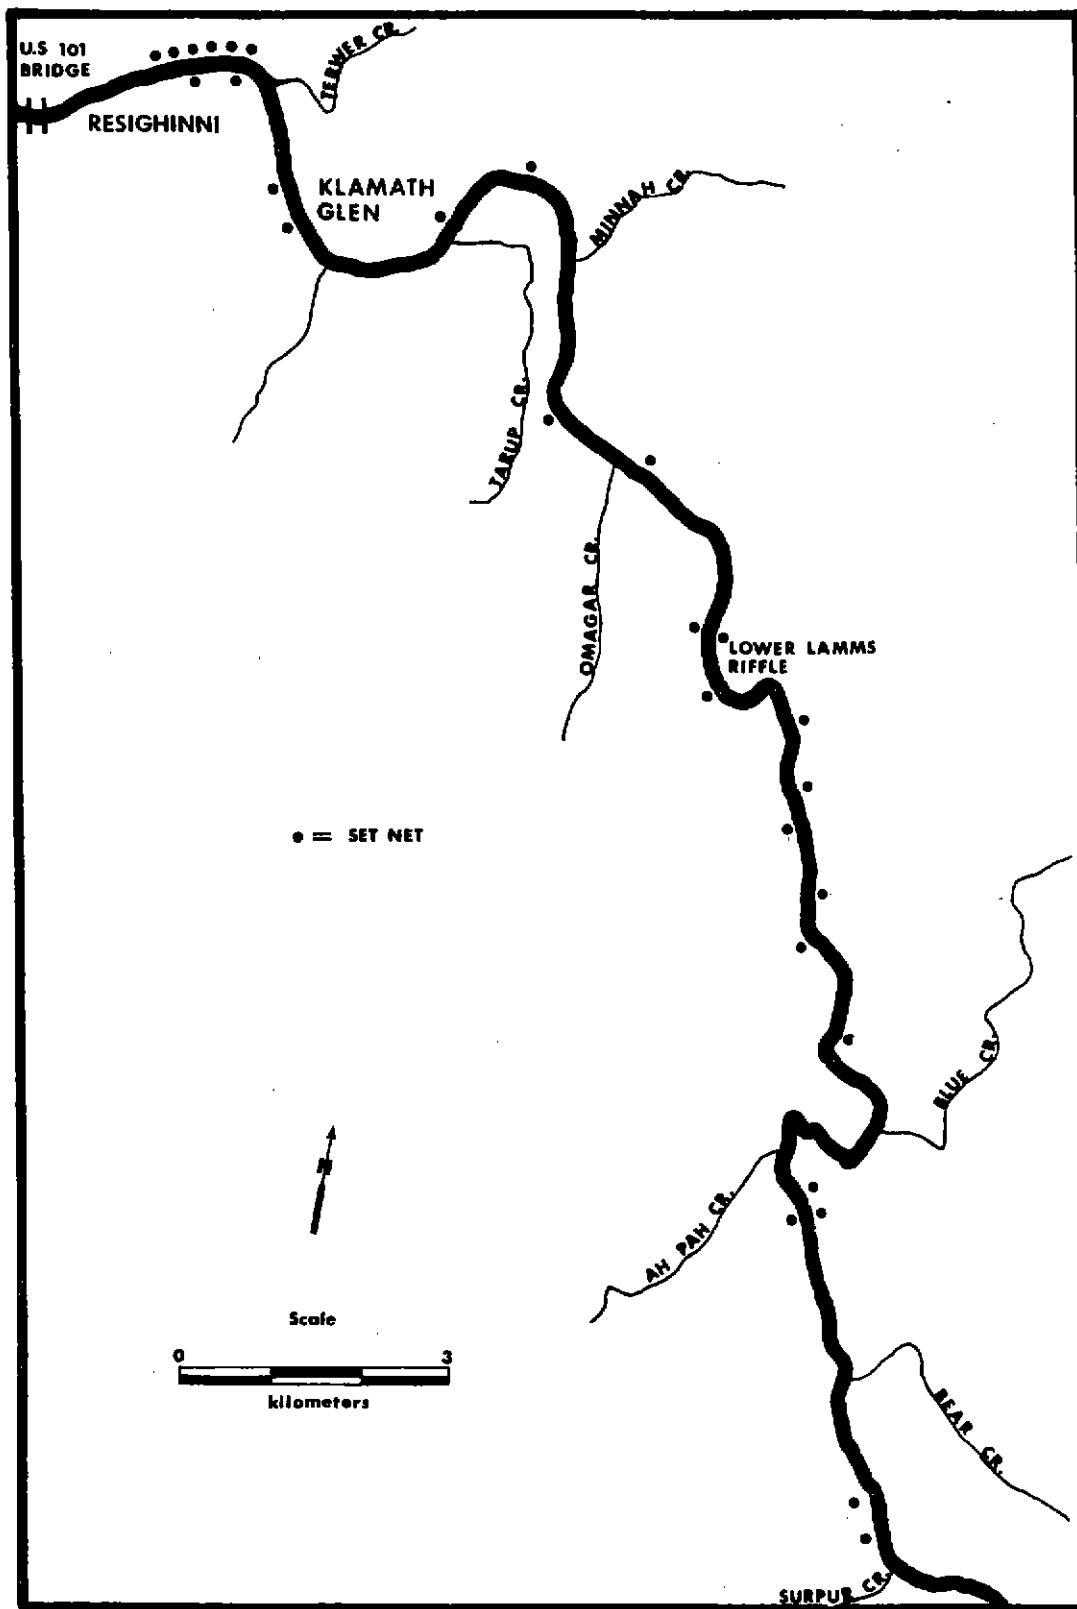 U.S 101
BRIDGE
TERWER CR.
RESIGHINNI
KLAMATH
GLEN
MINNAH CR.
TARUP CR.
OMAGAR CR.
LOWER LAMMS
RIFFLE
● = SET NET
BLUE CR.
N
AH PAH CR.
Scale
0 3
kilometers
BEAR CR.
SURPUR CR.